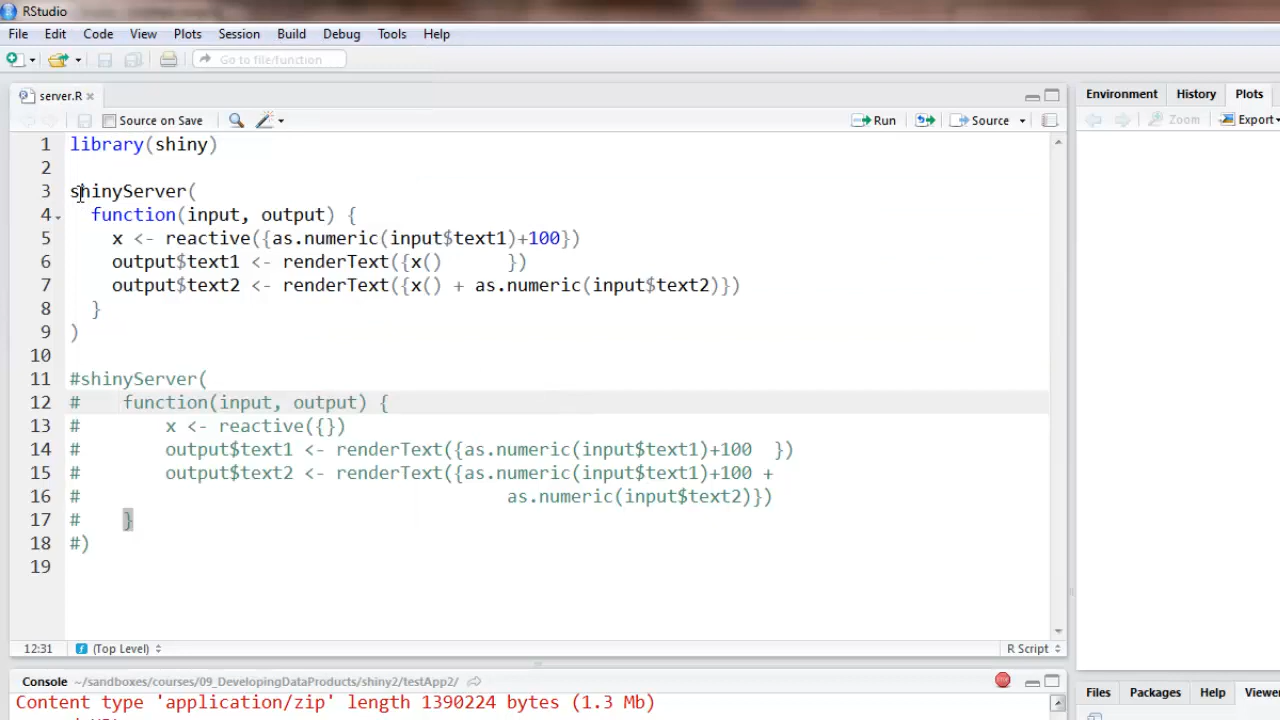 RStudio
File Edit Code View Plots Session Build Debug Tools Help
Go to file/function
server.R
Environment History Plots
Source on Save Run Source Zoom Export
1 library(shiny)
2
3 shinyServer(
4 function(input, output) {
5 x <- reactive({as.numeric(input$text1)+100})
6 output$text1 <- renderText({x() })
7 output$text2 <- renderText({x() + as.numeric(input$text2)})
8 }
9 )
10
11 #shinyServer(
12 # function(input, output) {
13 # x <- reactive({})
14 # output$text1 <- renderText({as.numeric(input$text1)+100 })
15 # output$text2 <- renderText({as.numeric(input$text1)+100 +
16 # as.numeric(input$text2)})
17 # }
18 #)
19
12:31 (Top Level) R Script
Console ~/sandboxes/courses/09_DevelopingDataProducts/shiny2/testApp2/
Files Packages Help Viewer
Content type 'application/zip' length 1390224 bytes (1.3 Mb)